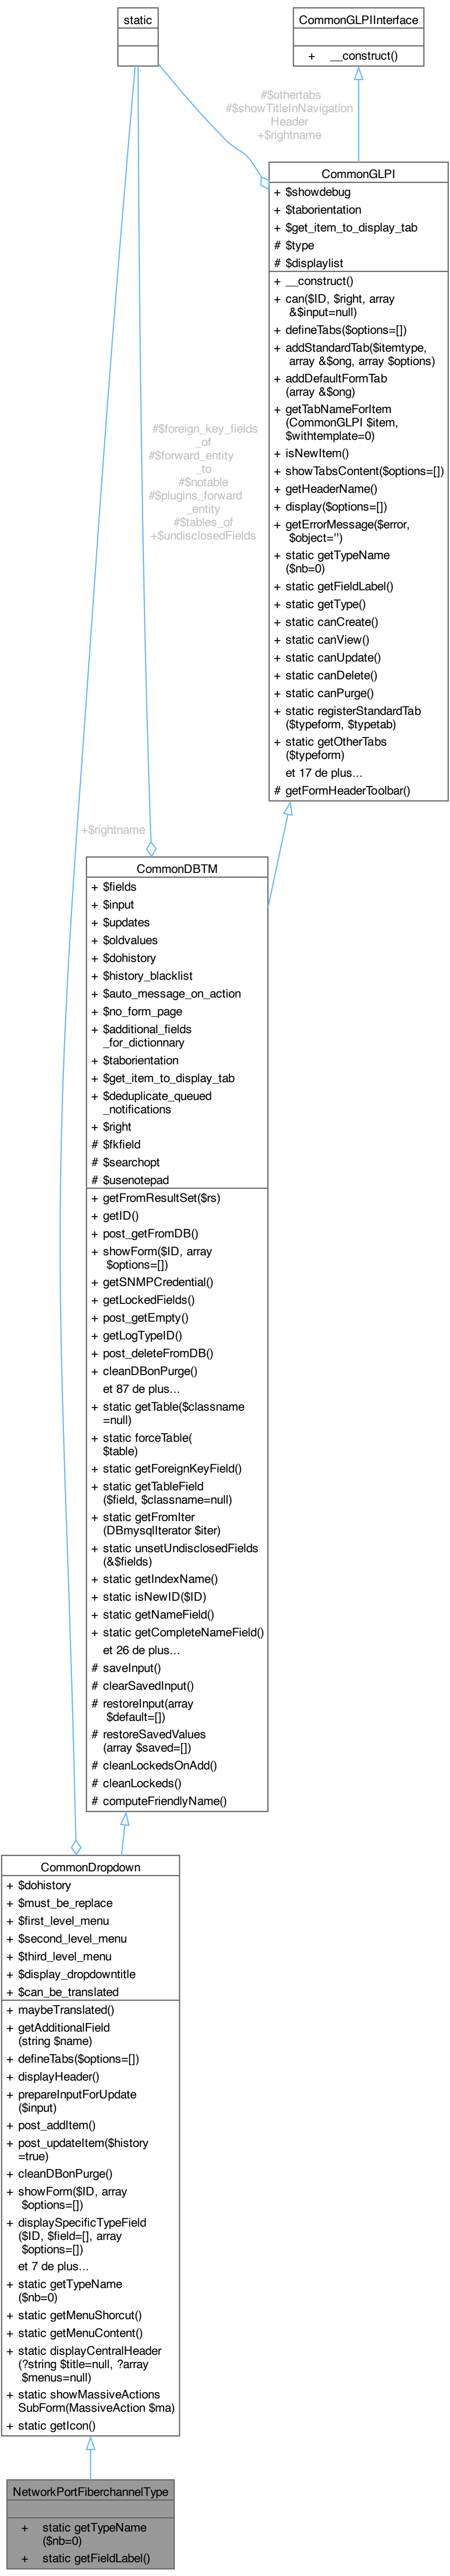 static
CommonGLPIInterface
+ __construct()
#$othertabs
#$showTitleInNavigation
Header
+$rightname
CommonGLPI
+ $showdebug
+ $taborientation
+ $get_item_to_display_tab
# $type
# $displaylist
+ __construct()
+ can($ID, $right, array
&$input=null)
+ defineTabs($options=[])
+ addStandardTab($itemtype,
array &$ong, array $options)
+ addDefaultFormTab
(array &$ong)
+ getTabNameForItem
(CommonGLPI $item,
$withtemplate=0)
+ isNewItem()
+ showTabsContent($options=[])
+ getHeaderName()
+ display($options=[])
+ getErrorMessage($error,
$object='')
+ static getTypeName
($nb=0)
+ static getFieldLabel()
+ static getType()
+ static canCreate()
+ static canView()
+ static canUpdate()
+ static canDelete()
+ static canPurge()
+ static registerStandardTab
($typeform, $typetab)
+ static getOtherTabs
($typeform)
et 17 de plus...
# getFormHeaderToolbar()
#$foreign_key_fields
_of
#$forward_entity
_to
#$notable
#$plugins_forward
_entity
#$tables_of
+$undisclosedFields
+$rightname
CommonDBTM
+ $fields
+ $input
+ $updates
+ $oldvalues
+ $dohistory
+ $history_blacklist
+ $auto_message_on_action
+ $no_form_page
+ $additional_fields
_for_dictionnary
+ $taborientation
+ $get_item_to_display_tab
+ $deduplicate_queued
_notifications
+ $right
# $fkfield
# $searchopt
# $usenotepad
+ getFromResultSet($rs)
+ getID()
+ post_getFromDB()
+ showForm($ID, array
$options=[])
+ getSNMPCredential()
+ getLockedFields()
+ post_getEmpty()
+ getLogTypeID()
+ post_deleteFromDB()
+ cleanDBonPurge()
et 87 de plus...
+ static getTable($classname
=null)
+ static forceTable(
$table)
+ static getForeignKeyField()
+ static getTableField
($field, $classname=null)
+ static getFromIter
(DBmysqlIterator $iter)
+ static unsetUndisclosedFields
(&$fields)
+ static getIndexName()
+ static isNewID($ID)
+ static getNameField()
+ static getCompleteNameField()
et 26 de plus...
# saveInput()
# clearSavedInput()
# restoreInput(array
$default=[])
# restoreSavedValues
(array $saved=[])
# cleanLockedsOnAdd()
# cleanLockeds()
# computeFriendlyName()
CommonDropdown
+ $dohistory
+ $must_be_replace
+ $first_level_menu
+ $second_level_menu
+ $third_level_menu
+ $display_dropdowntitle
+ $can_be_translated
+ maybeTranslated()
+ getAdditionalField
(string $name)
+ defineTabs($options=[])
+ displayHeader()
+ prepareInputForUpdate
($input)
+ post_addItem()
+ post_updateItem($history
=true)
+ cleanDBonPurge()
+ showForm($ID, array
$options=[])
+ displaySpecificTypeField
($ID, $field=[], array
$options=[])
et 7 de plus...
+ static getTypeName
($nb=0)
+ static getMenuShorcut()
+ static getMenuContent()
+ static displayCentralHeader
(?string $title=null, ?array
$menus=null)
+ static showMassiveActions
SubForm(MassiveAction $ma)
+ static getIcon()
NetworkPortFiberchannelType
+ static getTypeName
($nb=0)
+ static getFieldLabel()